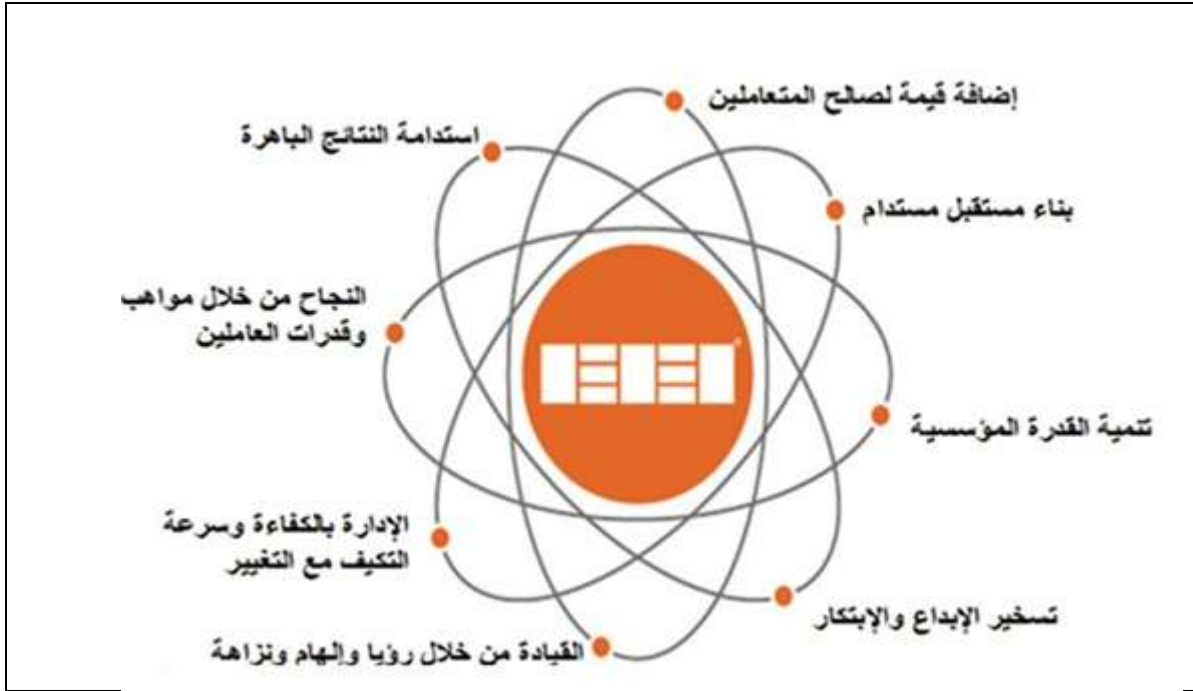 إضافة قيمة لصالح المتعاملين
استدامة النتائج الباهرة
بناء مستقبل مستدام
النجاح من خلال مواهب
وقدرات العاملين
تنمية القدرة المؤسسية
الإدارة بالكفاءة وسرعة
التكيف مع التغيير
تسخير الإبداع والإبتكار
القيادة من خلال رؤيا وإلهام ونزاهة